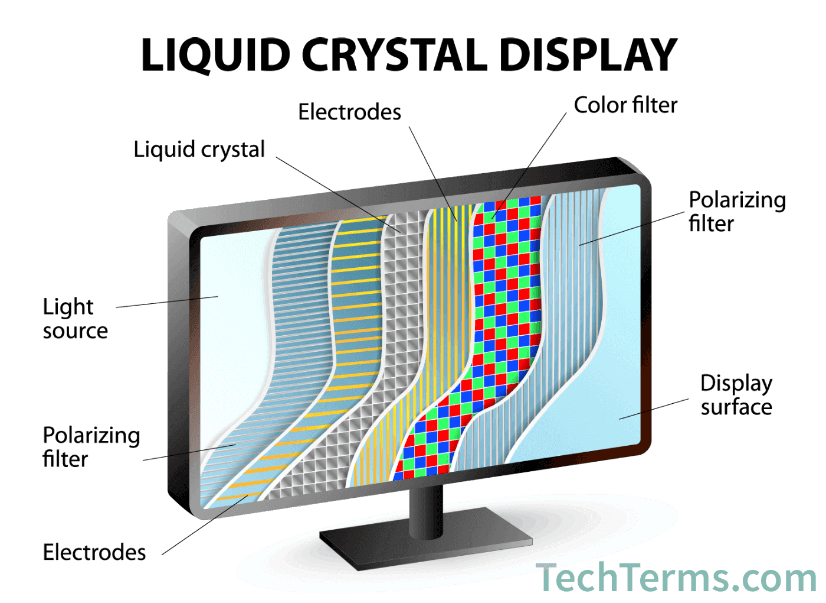 LIQUID CRYSTAL DISPLAY
Electrodes
Color filter
Liquid crystal
Polarizing
filter
Light
source
Display
surface
Polarizing
filter
Electrodes
TechTerms.com